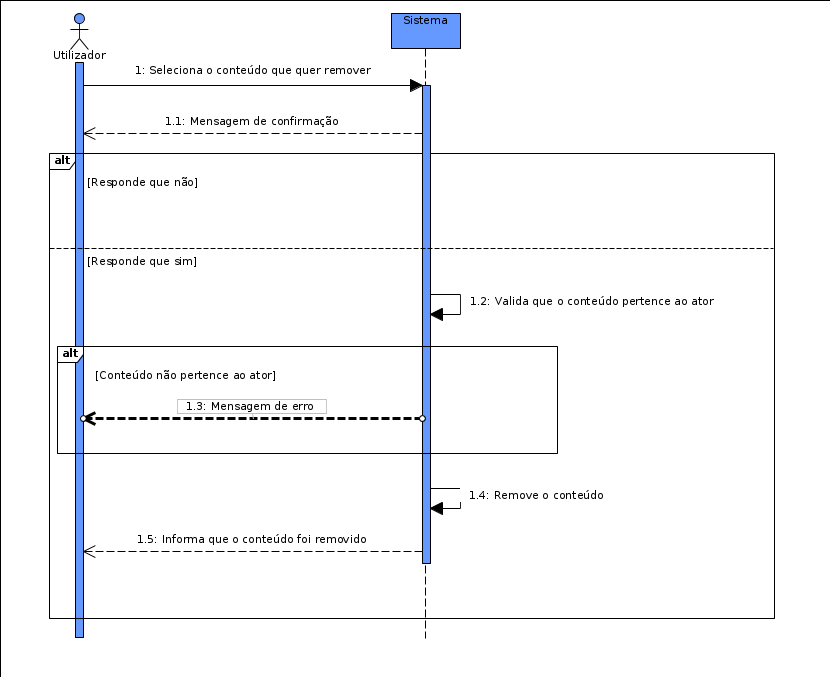 Sistema
Utilizador
1: Seleciona o conteúdo que quer remover
1.1: Mensagem de confirmação
alt
[Responde que não]
[Responde que sim]
1.2: Valida que o conteúdo pertence ao ator
alt
[Conteúdo não pertence ao ator]
1.3: Mensagem de erro
1.4: Remove o conteúdo
1.5: Informa que o conteúdo foi removido